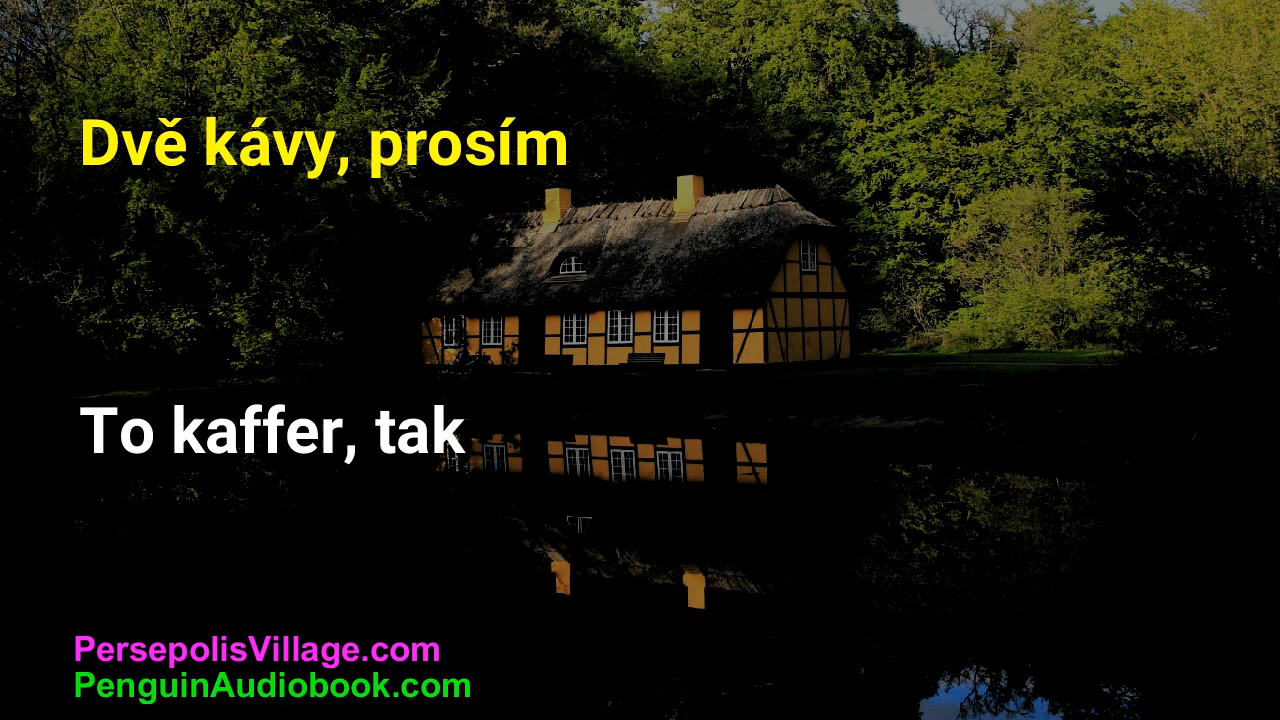 Dvě kávy, prosím
To kaffer, tak
PersepolisVillage.com
PenguinAudiobook.com